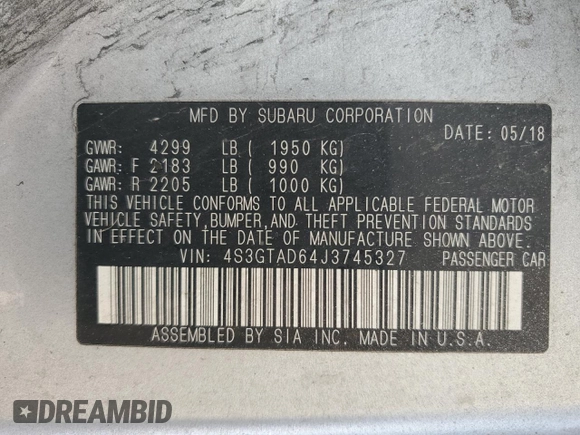 MFD BY SUBARU CORPORATION
DATE: 05/18
GVWR: 4299 LB ( 1950 KG)
GAWR: F 2183 LB ( 990 KG)
GAWR: R 2205 LB ( 1000 KG)
THIS VEHICLE CONFORMS TO ALL APPLICABLE FEDERAL MOTOR
VEHICLE SAFETY, BUMPER, AND THEFT PREVENTION STANDARDS
IN EFFECT ON THE DATE OF MANUFACTURE SHOWN ABOVE.
VIN: 4S3GTAD64J3745327 PASSENGER CAR
ASSEMBLED BY SIA INC. MADE IN U.S.A.
DREAMBID